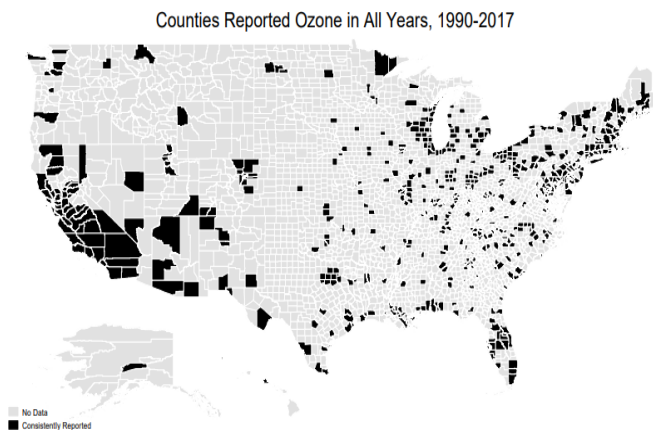 Counties Reported Ozone in All Years, 1990-2017
No Data
Consistently Reported